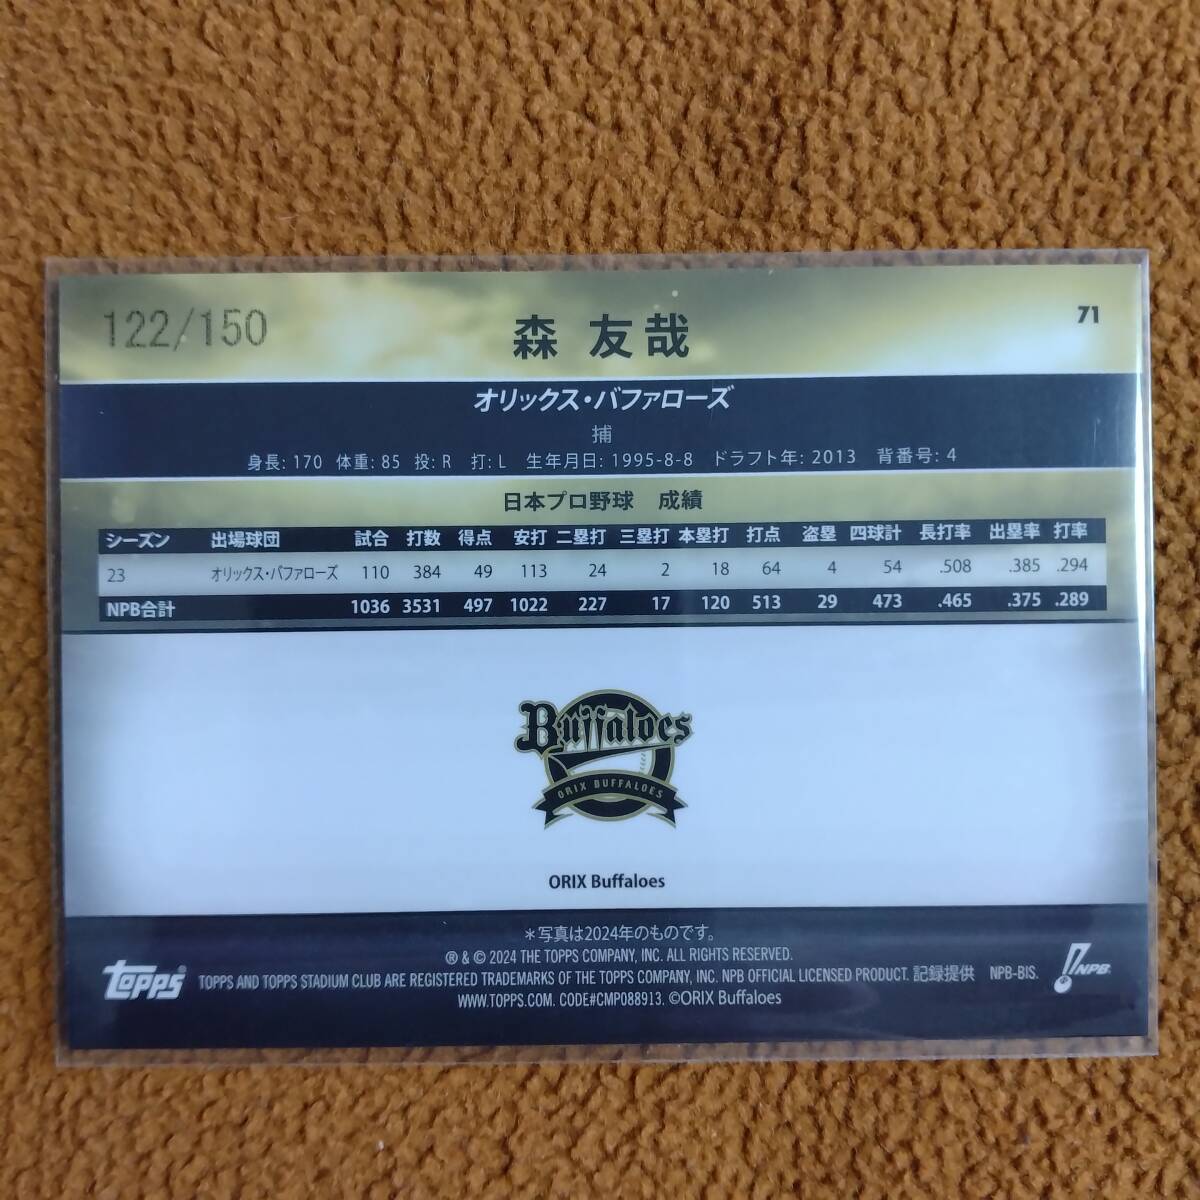 122/150
森 友哉
71
オリックス・バファローズ
捕
身長: 170 体重: 85 投: R 打: L 生年月日: 1995-8-8 ドラフト年: 2013 背番号: 4
日本プロ野球 成績
シーズン 出場球団 試合 打数 得点 安打 二塁打 三塁打 本塁打 打点 盗塁 四球計 長打率 出塁率 打率
23 オリックス・バファローズ 110 384 49 113 24 2 18 64 4 54 .508 .385 .294
NPB合計 1036 3531 497 1022 227 17 120 513 29 473 .465 .375 .289
Buffaloes
ORIX BUFFALOES
ORIX Buffaloes
＊写真は2024年のものです。
® & © 2024 THE TOPPS COMPANY, INC. ALL RIGHTS RESERVED.
topps® TOPPS AND TOPPS STADIUM CLUB ARE REGISTERED TRADEMARKS OF THE TOPPS COMPANY, INC. NPB OFFICIAL LICENSED PRODUCT. 記録提供 NPB-BIS. NPB
WWW.TOPPS.COM. CODE#CMP088913. ©ORIX Buffaloes